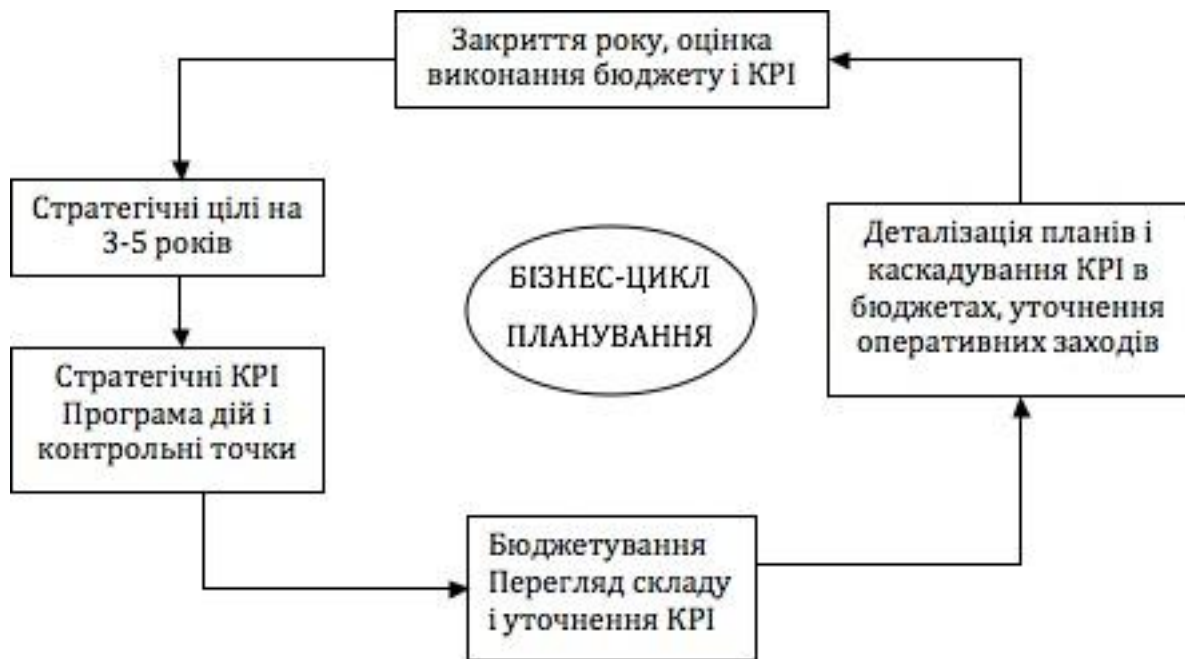 Закриття року, оцінка
виконання бюджету і КРІ
Стратегічні цілі на
3-5 років
Стратегічні КРІ
Програма дій і
контрольні точки
БІЗНЕС-ЦИКЛ
ПЛАНУВАННЯ
Деталізація планів і
каскадування КРІ в
бюджетах, уточнення
оперативних заходів
Бюджетування
Перегляд складу
і уточнення КРІ